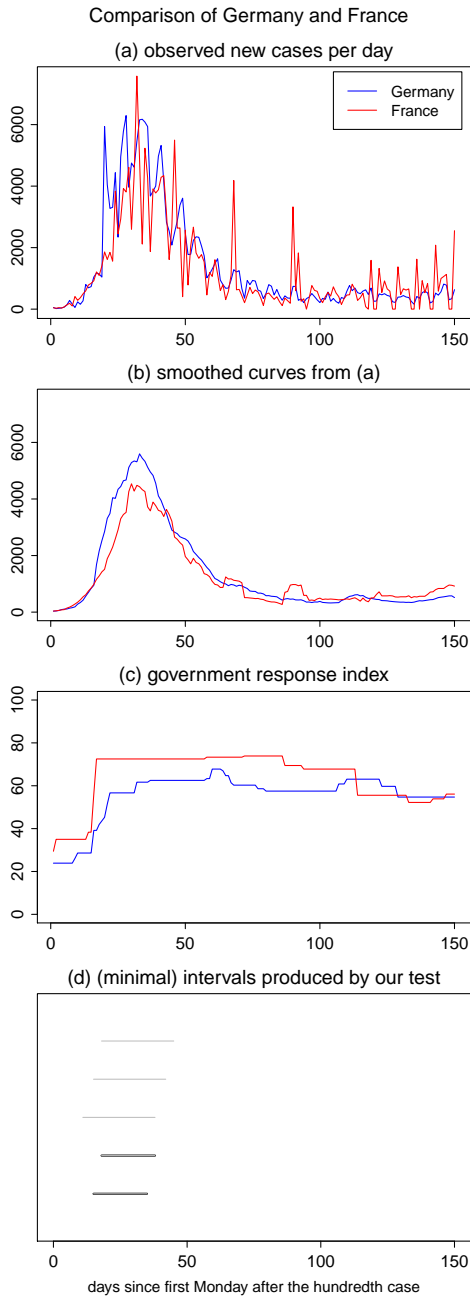 Comparison of Germany and France
(a) observed new cases per day
Germany
France
6000
4000
2000
0
0 50 100 150
(b) smoothed curves from (a)
6000
4000
2000
0
0 50 100 150
(c) government response index
100
80
60
40
20
0
0 50 100 150
(d) (minimal) intervals produced by our test
0 50 100 150
days since first Monday after the hundredth case